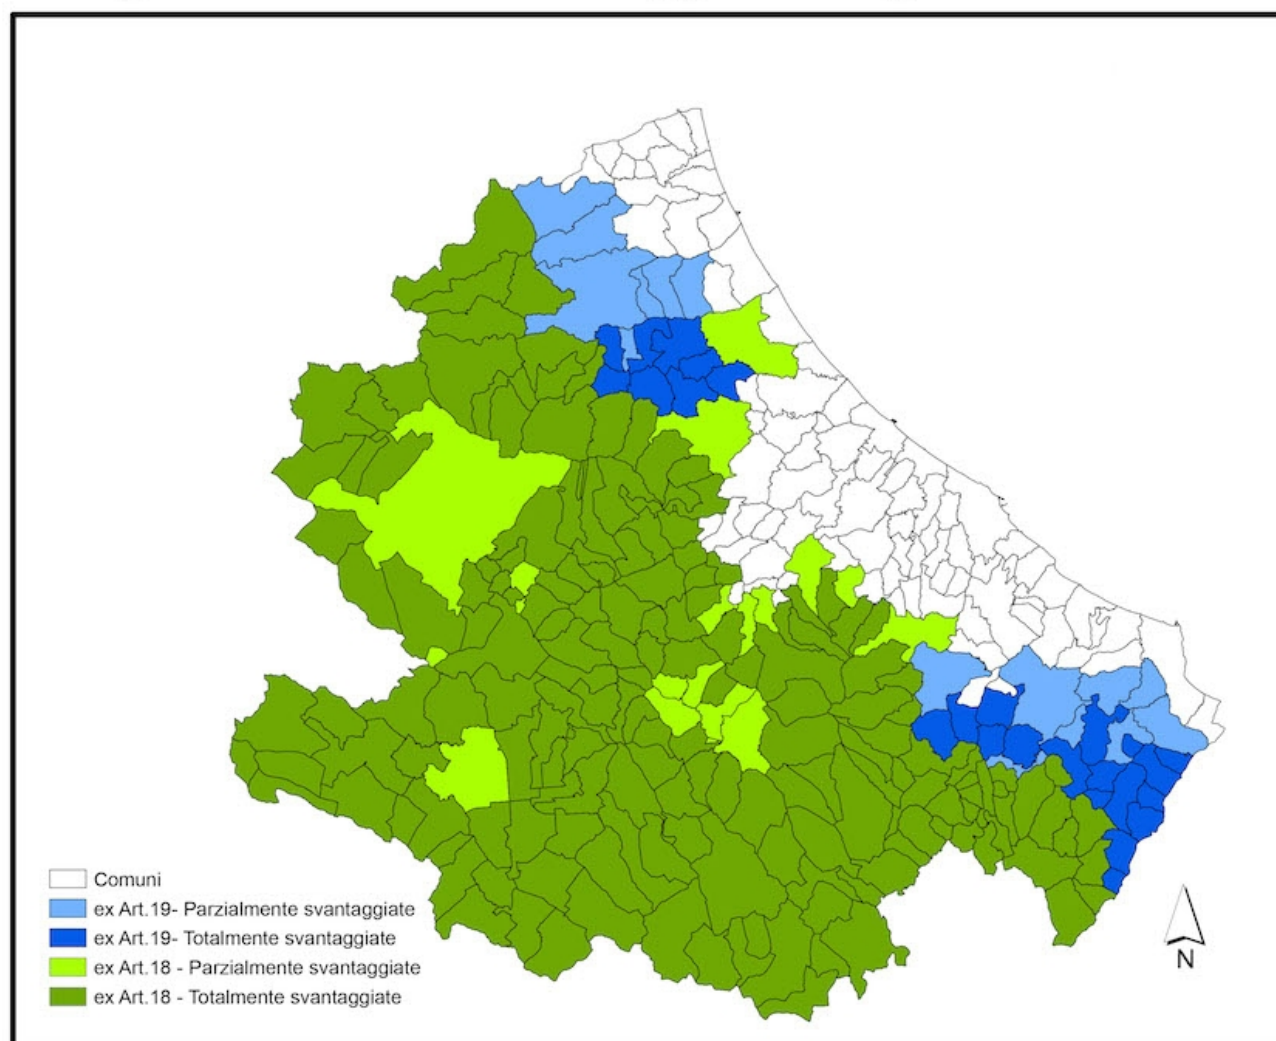 Comuni
ex Art.19- Parzialmente svantaggiate
ex Art.19- Totalmente svantaggiate
ex Art.18 - Parzialmente svantaggiate
ex Art.18 - Totalmente svantaggiate
N